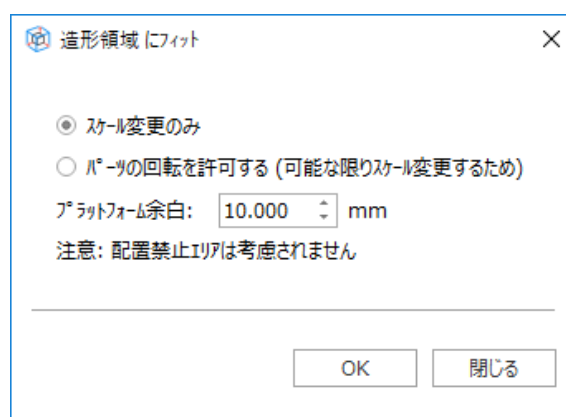 造形領域 にﾌｨｯﾄ
ｽｹｰﾙ変更のみ
ﾊﾟｰﾂの回転を許可する (可能な限りｽｹｰﾙ変更するため)
ﾌﾟﾗｯﾄﾌｫｰﾑ余白: 10.000 mm
注意: 配置禁止ｴﾘｱは考慮されません
OK 閉じる